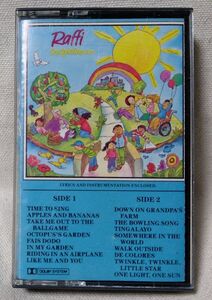 Raffi
LYRICS AND INSTRUMENTATION ENCLOSED
SIDE 1
TIME TO SING
APPLES AND BANANAS
TAKE ME OUT TO THE
BALLGAME
OCTOPUS'S GARDEN
FAIS DODO
IN MY GARDEN
RIDING IN AN AIRPLANE
LIKE ME AND YOU
DOLBY SYSTEM
SIDE 2
DOWN ON GRANDPA'S
FARM
THE BOWLING SONG
TINGALAYO
SOMEWHERE IN THE
WORLD
WALK OUTSIDE
DE COLORES
TWINKLE, TWINKLE,
LITTLE STAR
ONE LIGHT, ONE SUN